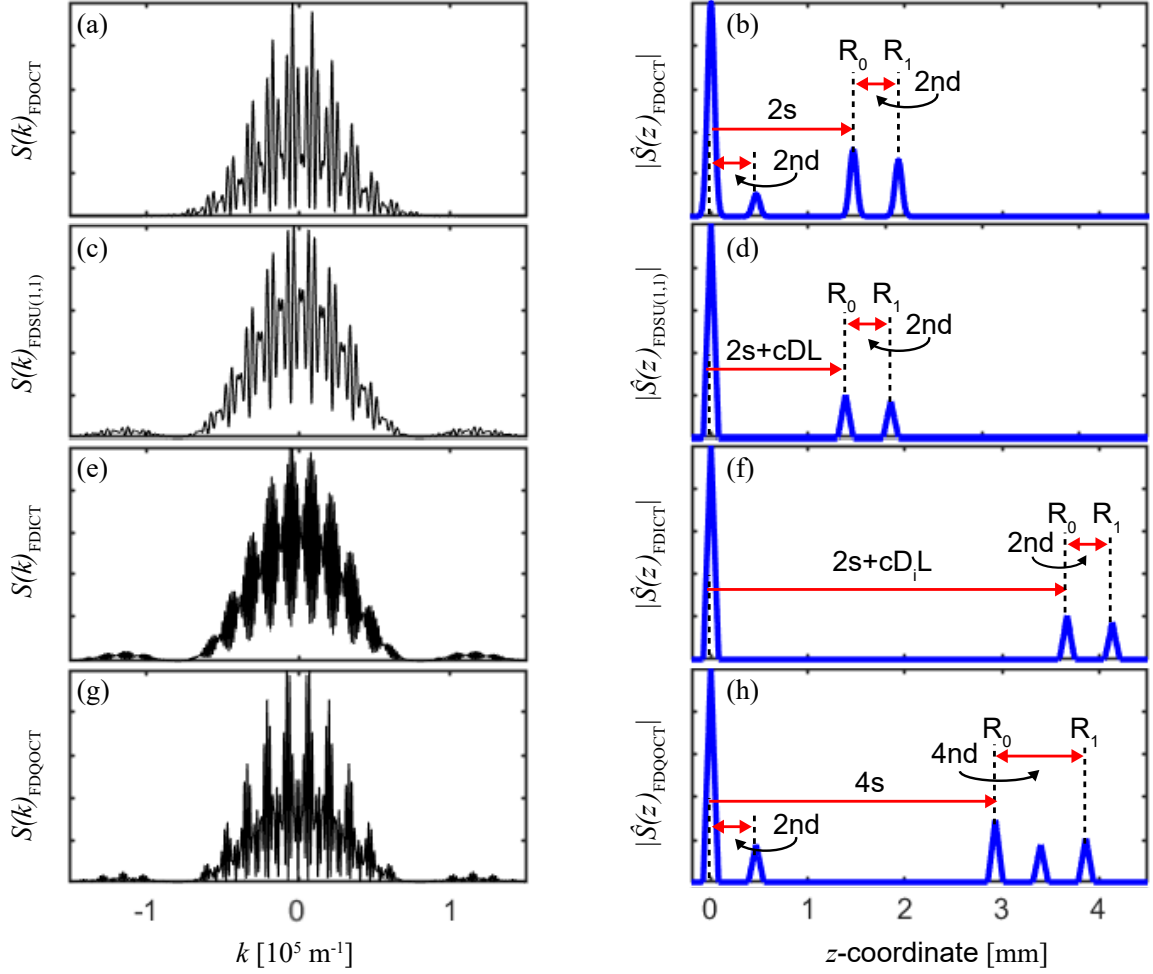 (a)
S(k)FDOCT
(b)
|Ŝ(z)FDOCT|
R0 R1
2nd
2s
2nd
(c)
S(k)FDSU(1,1)
(d)
|Ŝ(z)FDSU(1,1)|
R0 R1
2nd
2s+cDL
(e)
S(k)FDICT
(f)
|Ŝ(z)FDICT|
R0 R1
2nd
2s+cDiL
(g)
S(k)FDQOCT
(h)
|Ŝ(z)FDQOCT|
R0 R1
4nd
4s
2nd
-1 0 1
k [10⁵ m⁻¹]
0 1 2 3 4
z-coordinate [mm]